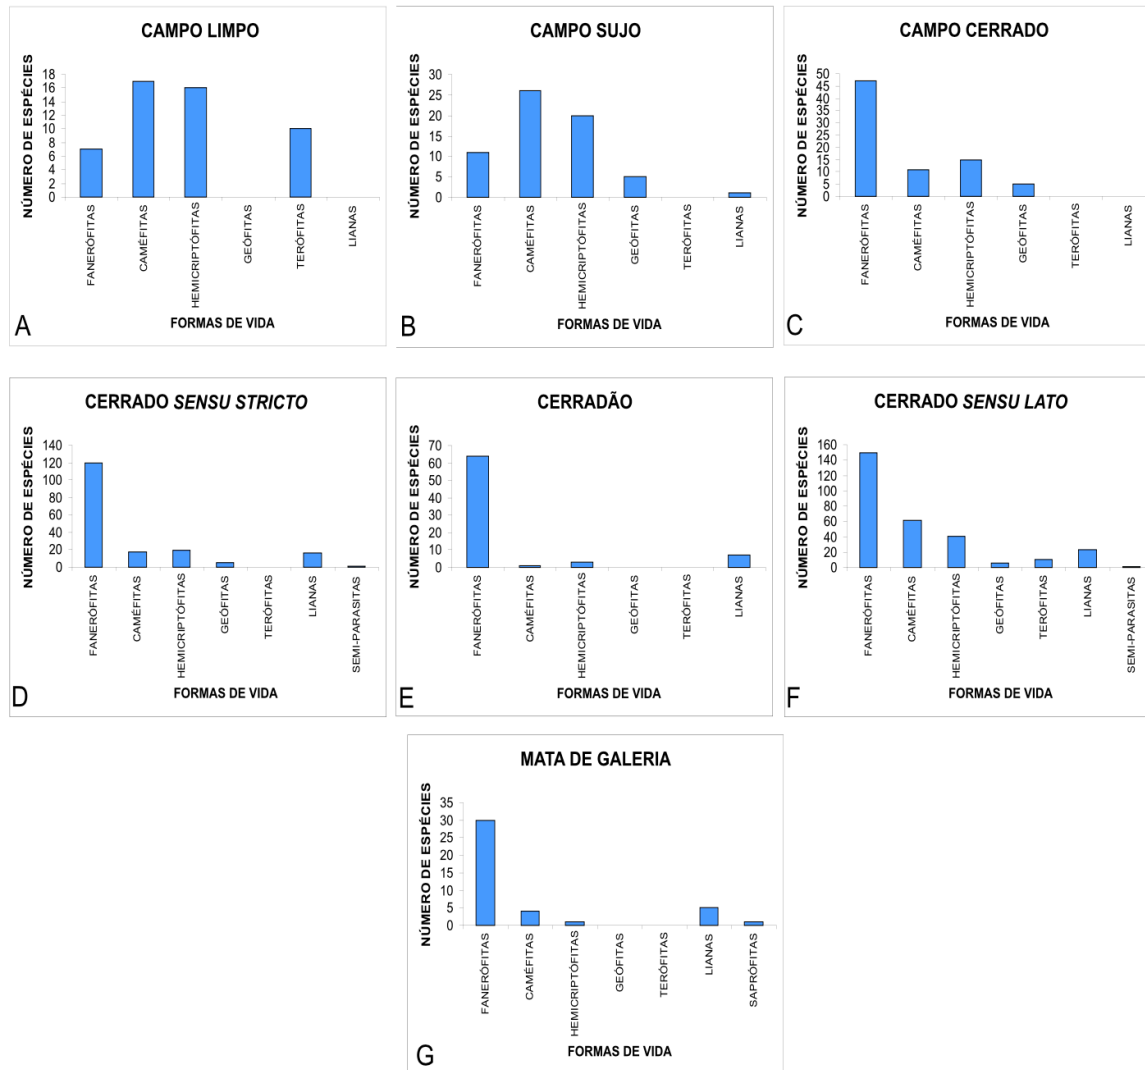 CAMPO LIMPO
NÚMERO DE ESPÉCIES
18
16
14
12
10
8
6
4
2
0
FANERÓFITAS
CAMÉFITAS
HEMICRIPTÓFITAS
GEÓFITAS
TERÓFITAS
LIANAS
FORMAS DE VIDA
A
CAMPO SUJO
NÚMERO DE ESPÉCIES
30
25
20
15
10
5
0
FANERÓFITAS
CAMÉFITAS
HEMICRIPTÓFITAS
GEÓFITAS
TERÓFITAS
LIANAS
FORMAS DE VIDA
B
CAMPO CERRADO
NÚMERO DE ESPÉCIES
50
45
40
35
30
25
20
15
10
5
0
FANERÓFITAS
CAMÉFITAS
HEMICRIPTÓFITAS
GEÓFITAS
TERÓFITAS
LIANAS
FORMAS DE VIDA
C
CERRADO SENSU STRICTO
NÚMERO DE ESPÉCIES
140
120
100
80
60
40
20
0
FANERÓFITAS
CAMÉFITAS
HEMICRIPTÓFITAS
GEÓFITAS
TERÓFITAS
LIANAS
SEMI-PARASITAS
FORMAS DE VIDA
D
CERRADÃO
NÚMERO DE ESPÉCIES
70
60
50
40
30
20
10
0
FANERÓFITAS
CAMÉFITAS
HEMICRIPTÓFITAS
GEÓFITAS
TERÓFITAS
LIANAS
FORMAS DE VIDA
E
CERRADO SENSU LATO
NÚMERO DE ESPÉCIES
160
140
120
100
80
60
40
20
0
FANERÓFITAS
CAMÉFITAS
HEMICRIPTÓFITAS
GEÓFITAS
TERÓFITAS
LIANAS
SEMI-PARASITAS
FORMAS DE VIDA
F
MATA DE GALERIA
NÚMERO DE ESPÉCIES
35
30
25
20
15
10
5
0
FANERÓFITAS
CAMÉFITAS
HEMICRIPTÓFITAS
GEÓFITAS
TERÓFITAS
LIANAS
SAPRÓFITAS
FORMAS DE VIDA
G